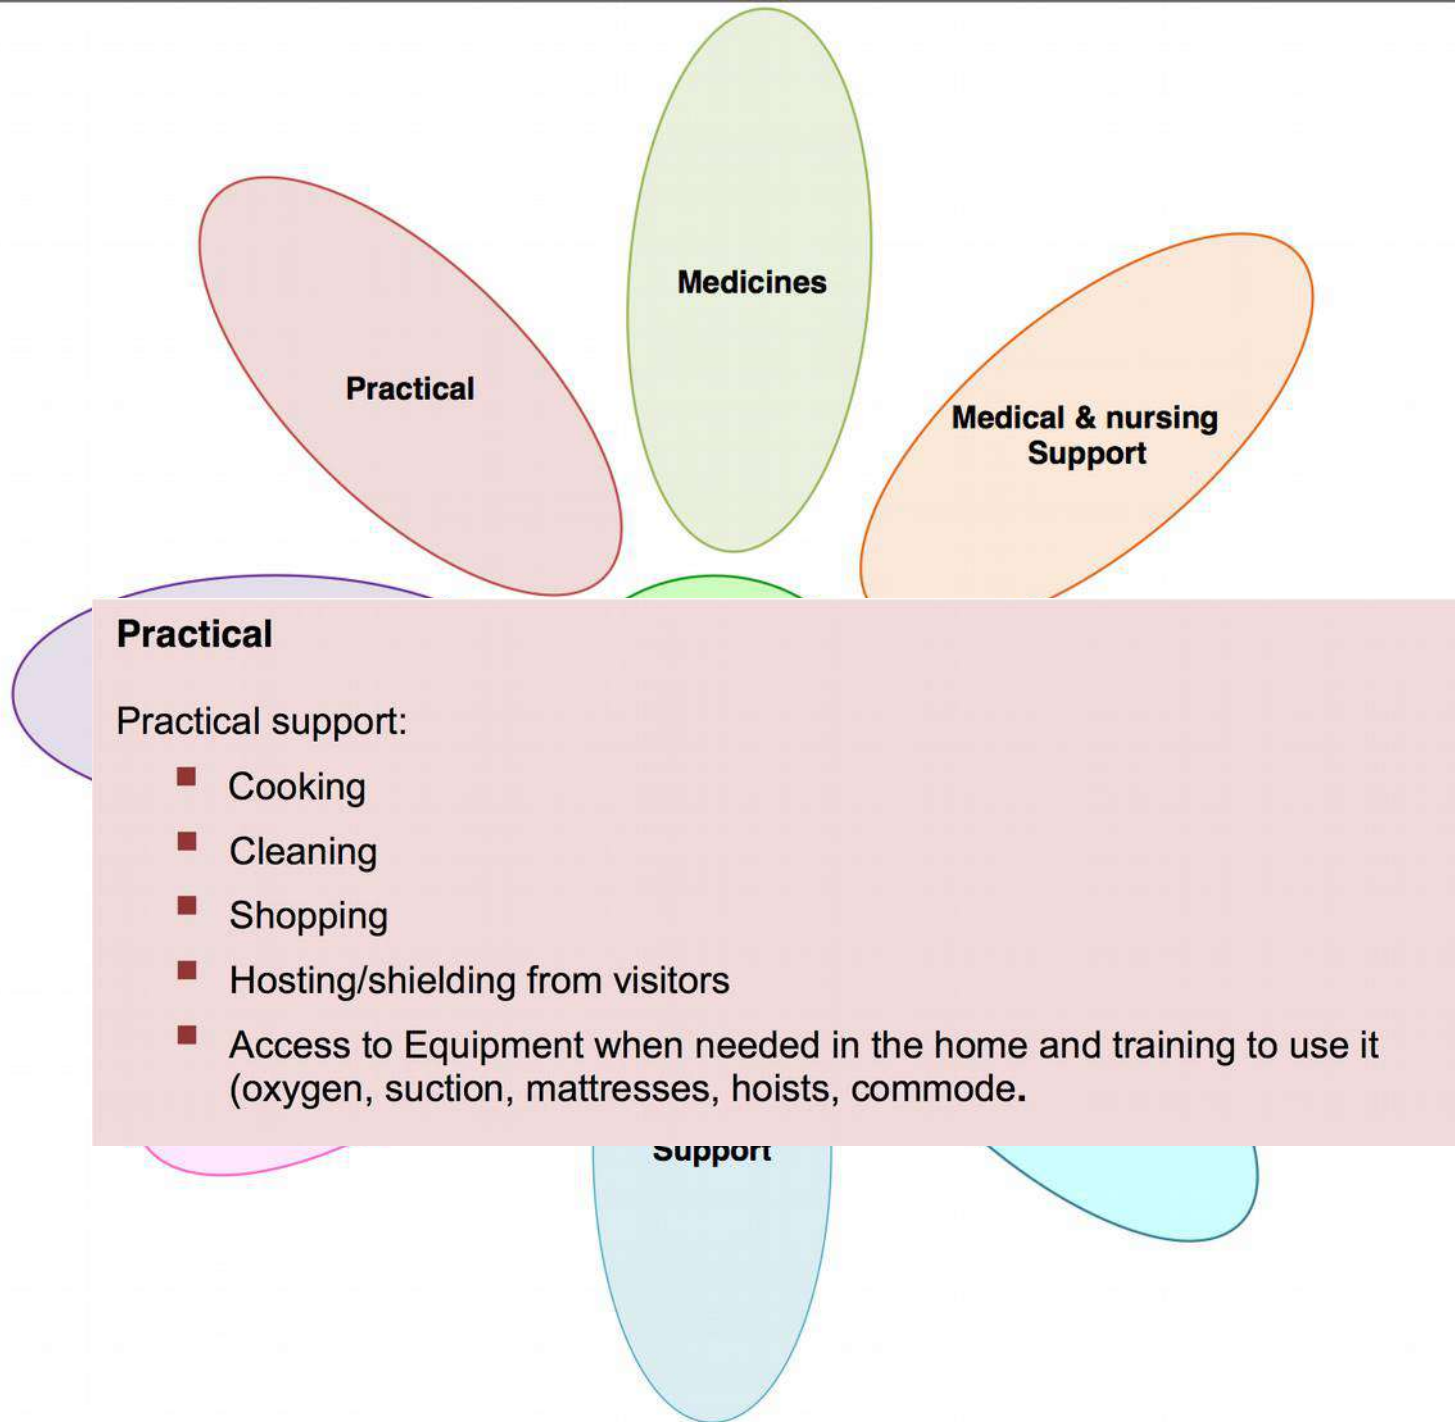 Medicines
Practical
Medical & nursing
Support
Practical
Practical support:
Cooking
Cleaning
Shopping
Hosting/shielding from visitors
Access to Equipment when needed in the home and training to use it
(oxygen, suction, mattresses, hoists, commode.
Support